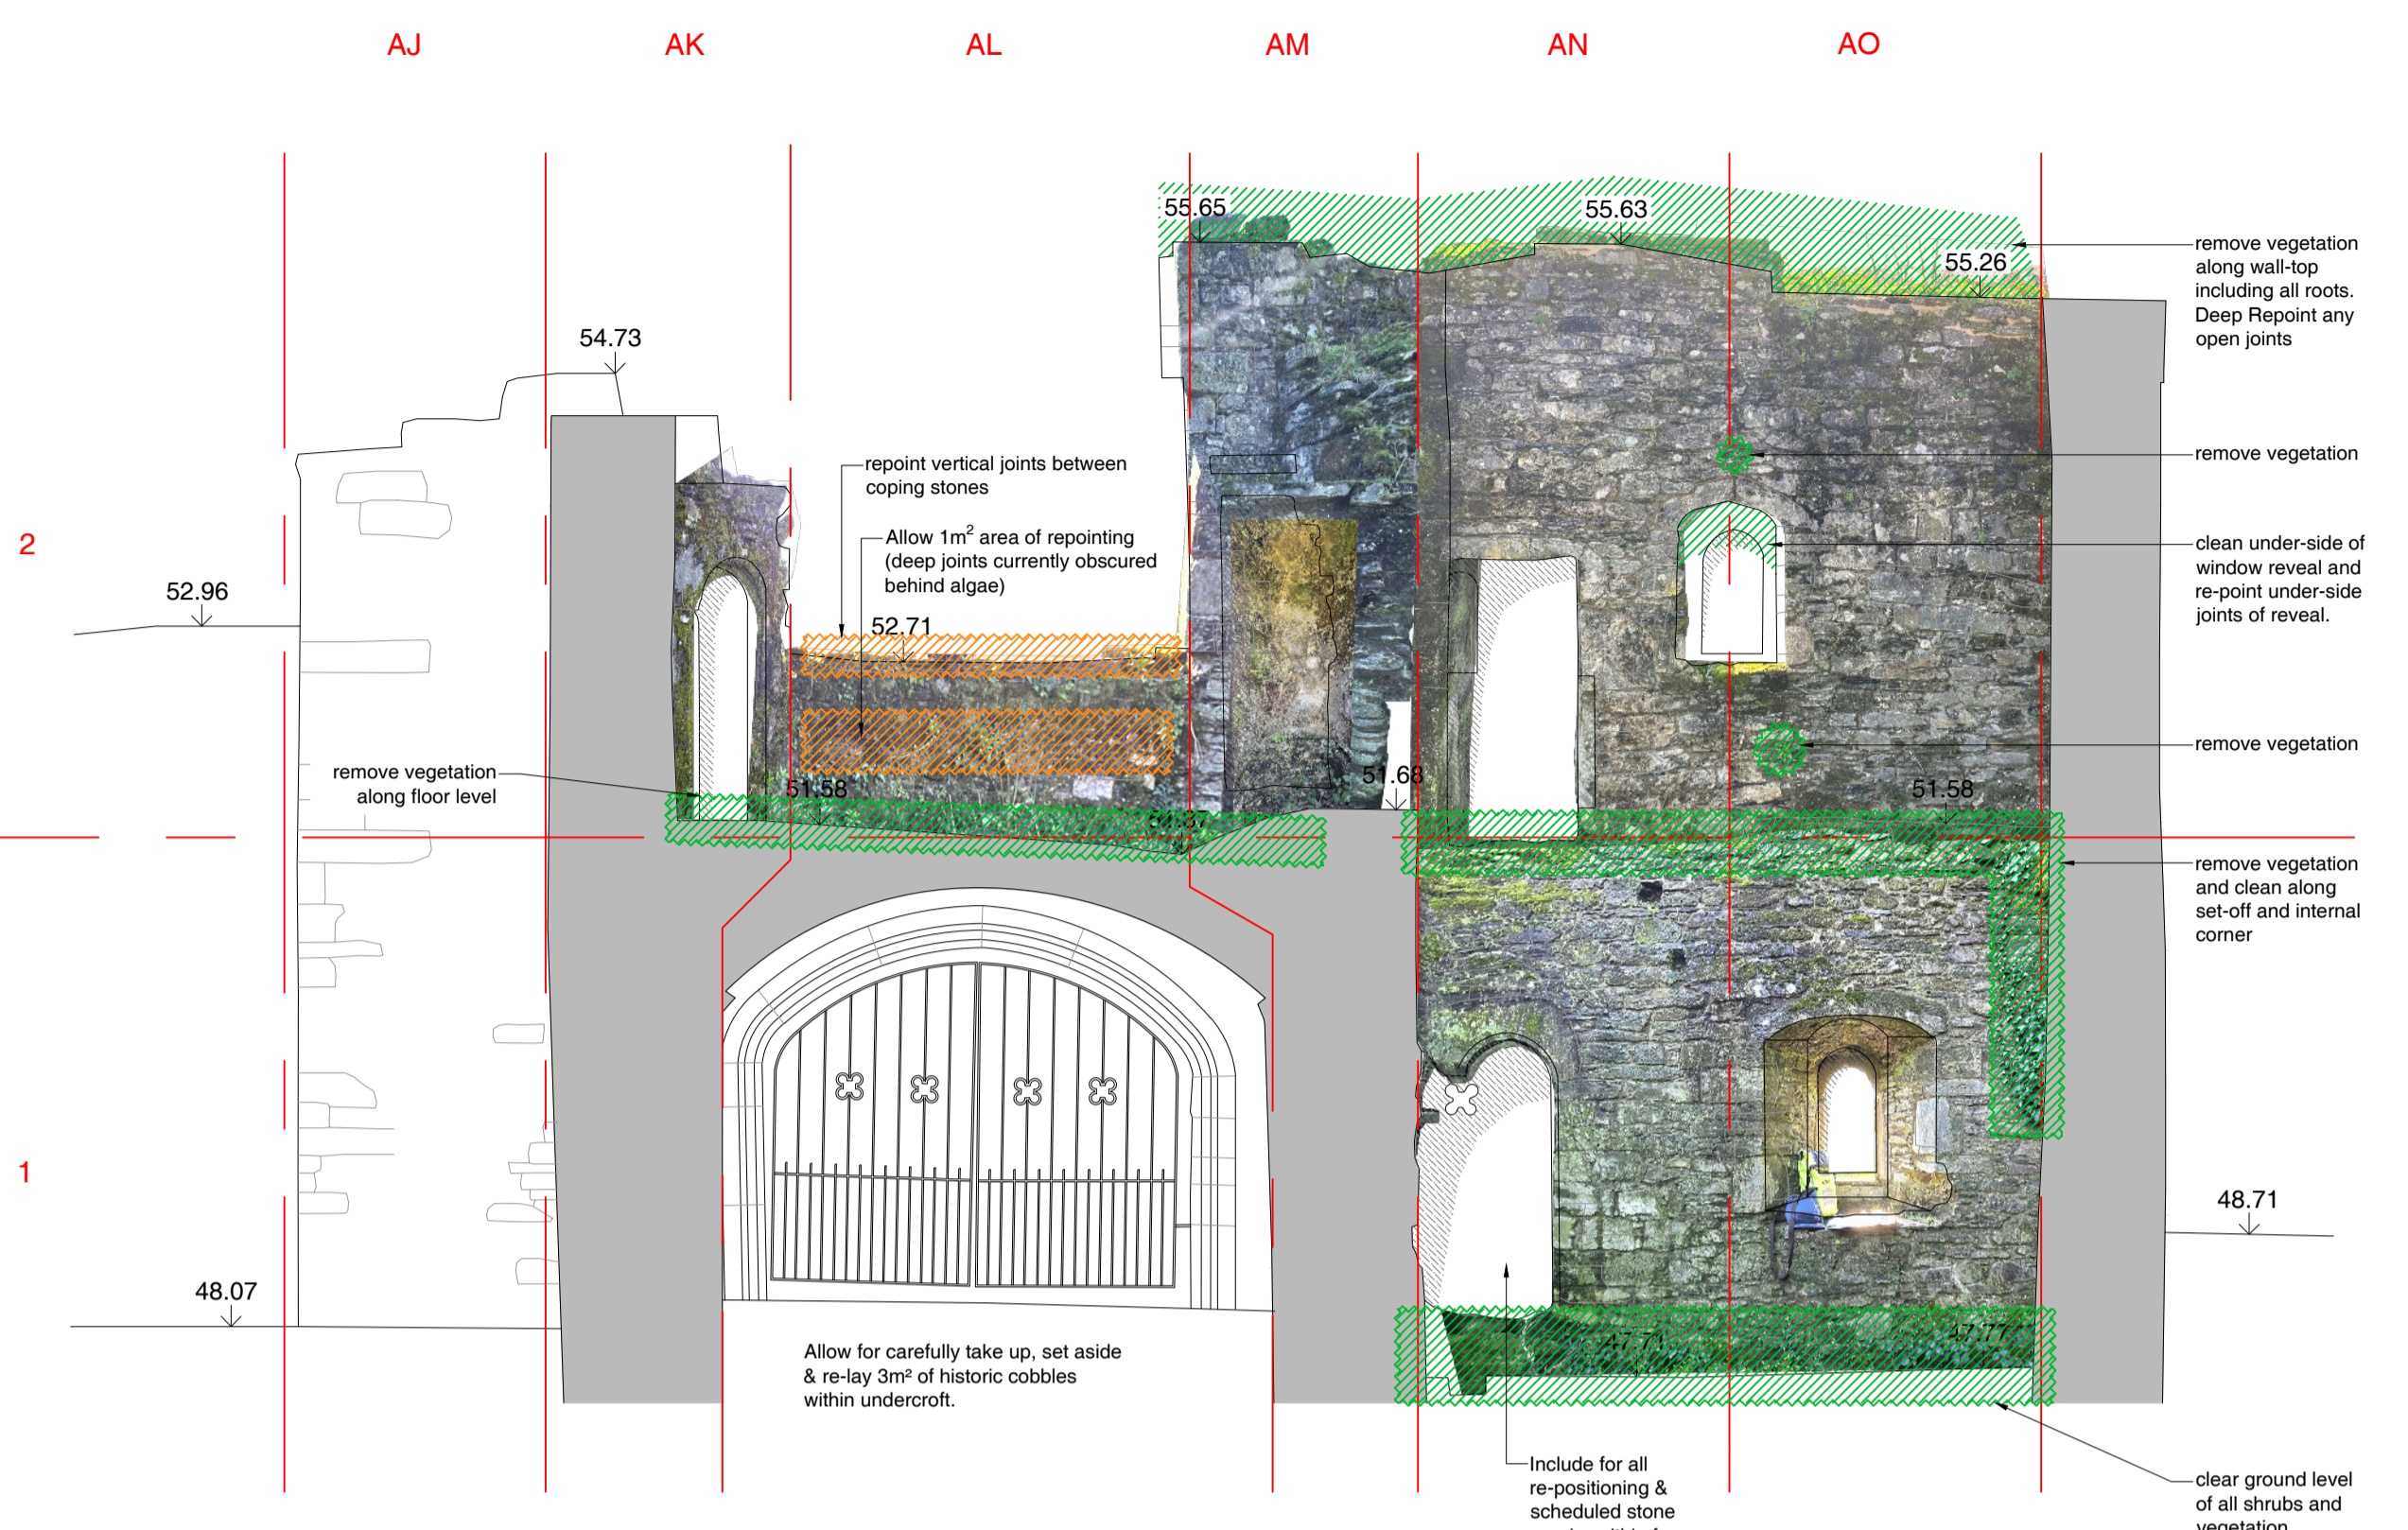 AJ
AK
AL
AM
AN
AO
55.65
55.63
55.26
remove vegetation
along wall-top
including all roots.
Deep Repoint any
open joints
54.73
repoint vertical joints between
coping stones
remove vegetation
Allow 1m² area of repointing
(deep joints currently obscured
behind algae)
2
clean under-side of
window reveal and
re-point under-side
joints of reveal.
52.96
52.71
remove vegetation
remove vegetation
along floor level
51.58
51.68
51.58
remove vegetation
and clean along
set-off and internal
corner
1
48.71
48.07
47.71
47.77
Allow for carefully take up, set aside
& re-lay 3m² of historic cobbles
within undercroft.
Include for all
re-positioning &
scheduled stone
clear ground level
of all shrubs and
vegetation